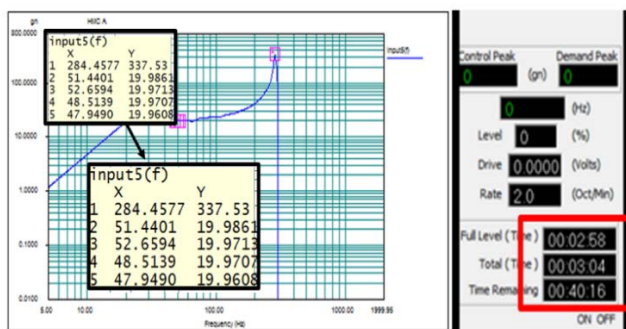 gn
HMC A
800.0000
100.0000
10.0000
1.0000
0.1000
0.0100
5.00 10.00 100.00 1000.00 1999.95
Frequency (Hz)
input5(f)
input5(f)
X Y
1 284.4577 337.53
2 51.4401 19.9861
3 52.6594 19.9713
4 48.5139 19.9707
5 47.9490 19.9608
input5(f)
X Y
1 284.4577 337.53
2 51.4401 19.9861
3 52.6594 19.9713
4 48.5139 19.9707
5 47.9490 19.9608
Control Peak Demand Peak
0 (gn) 0
0 (Hz)
Level 0 (%)
Drive 0.0000 (Volts)
Rate 2.0 (Oct/Min)
Full Level (Time) 00:02:58
Total (Time) 00:03:04
Time Remaining 00:40:16
ON OFF